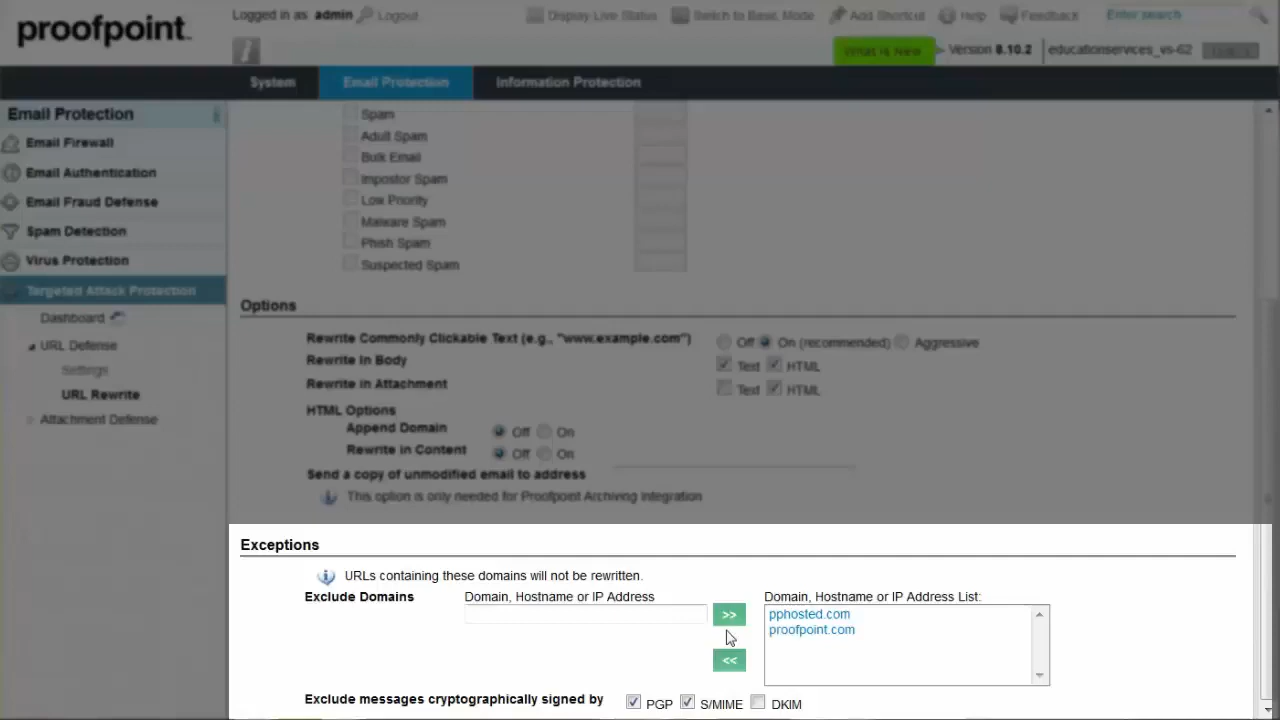 proofpoint.
Logged in as admin Logout
Display Live Status Switch to Basic Mode Add Shortcut Help Feedback Enter search
What is New Version 8.10.2 educationservices_vs-62
System Email Protection Information Protection
Email Protection
Email Firewall
Email Authentication
Email Fraud Defense
Spam Detection
Virus Protection
Targeted Attack Protection
Dashboard
URL Defense
Settings
URL Rewrite
Attachment Defense
Spam
Adult Spam
Bulk Email
Impostor Spam
Low Priority
Malware Spam
Phish Spam
Suspected Spam
Options
Rewrite Commonly Clickable Text (e.g., "www.example.com") Off On (recommended) Aggressive
Rewrite In Body Text HTML
Rewrite in Attachment Text HTML
HTML Options
Append Domain Off On
Rewrite in Content Off On
Send a copy of unmodified email to address
This option is only needed for Proofpoint Archiving Integration
Exceptions
URLs containing these domains will not be rewritten.
Exclude Domains Domain, Hostname or IP Address >> Domain, Hostname or IP Address List:
pphosted.com
proofpoint.com
<<
Exclude messages cryptographically signed by PGP S/MIME DKIM